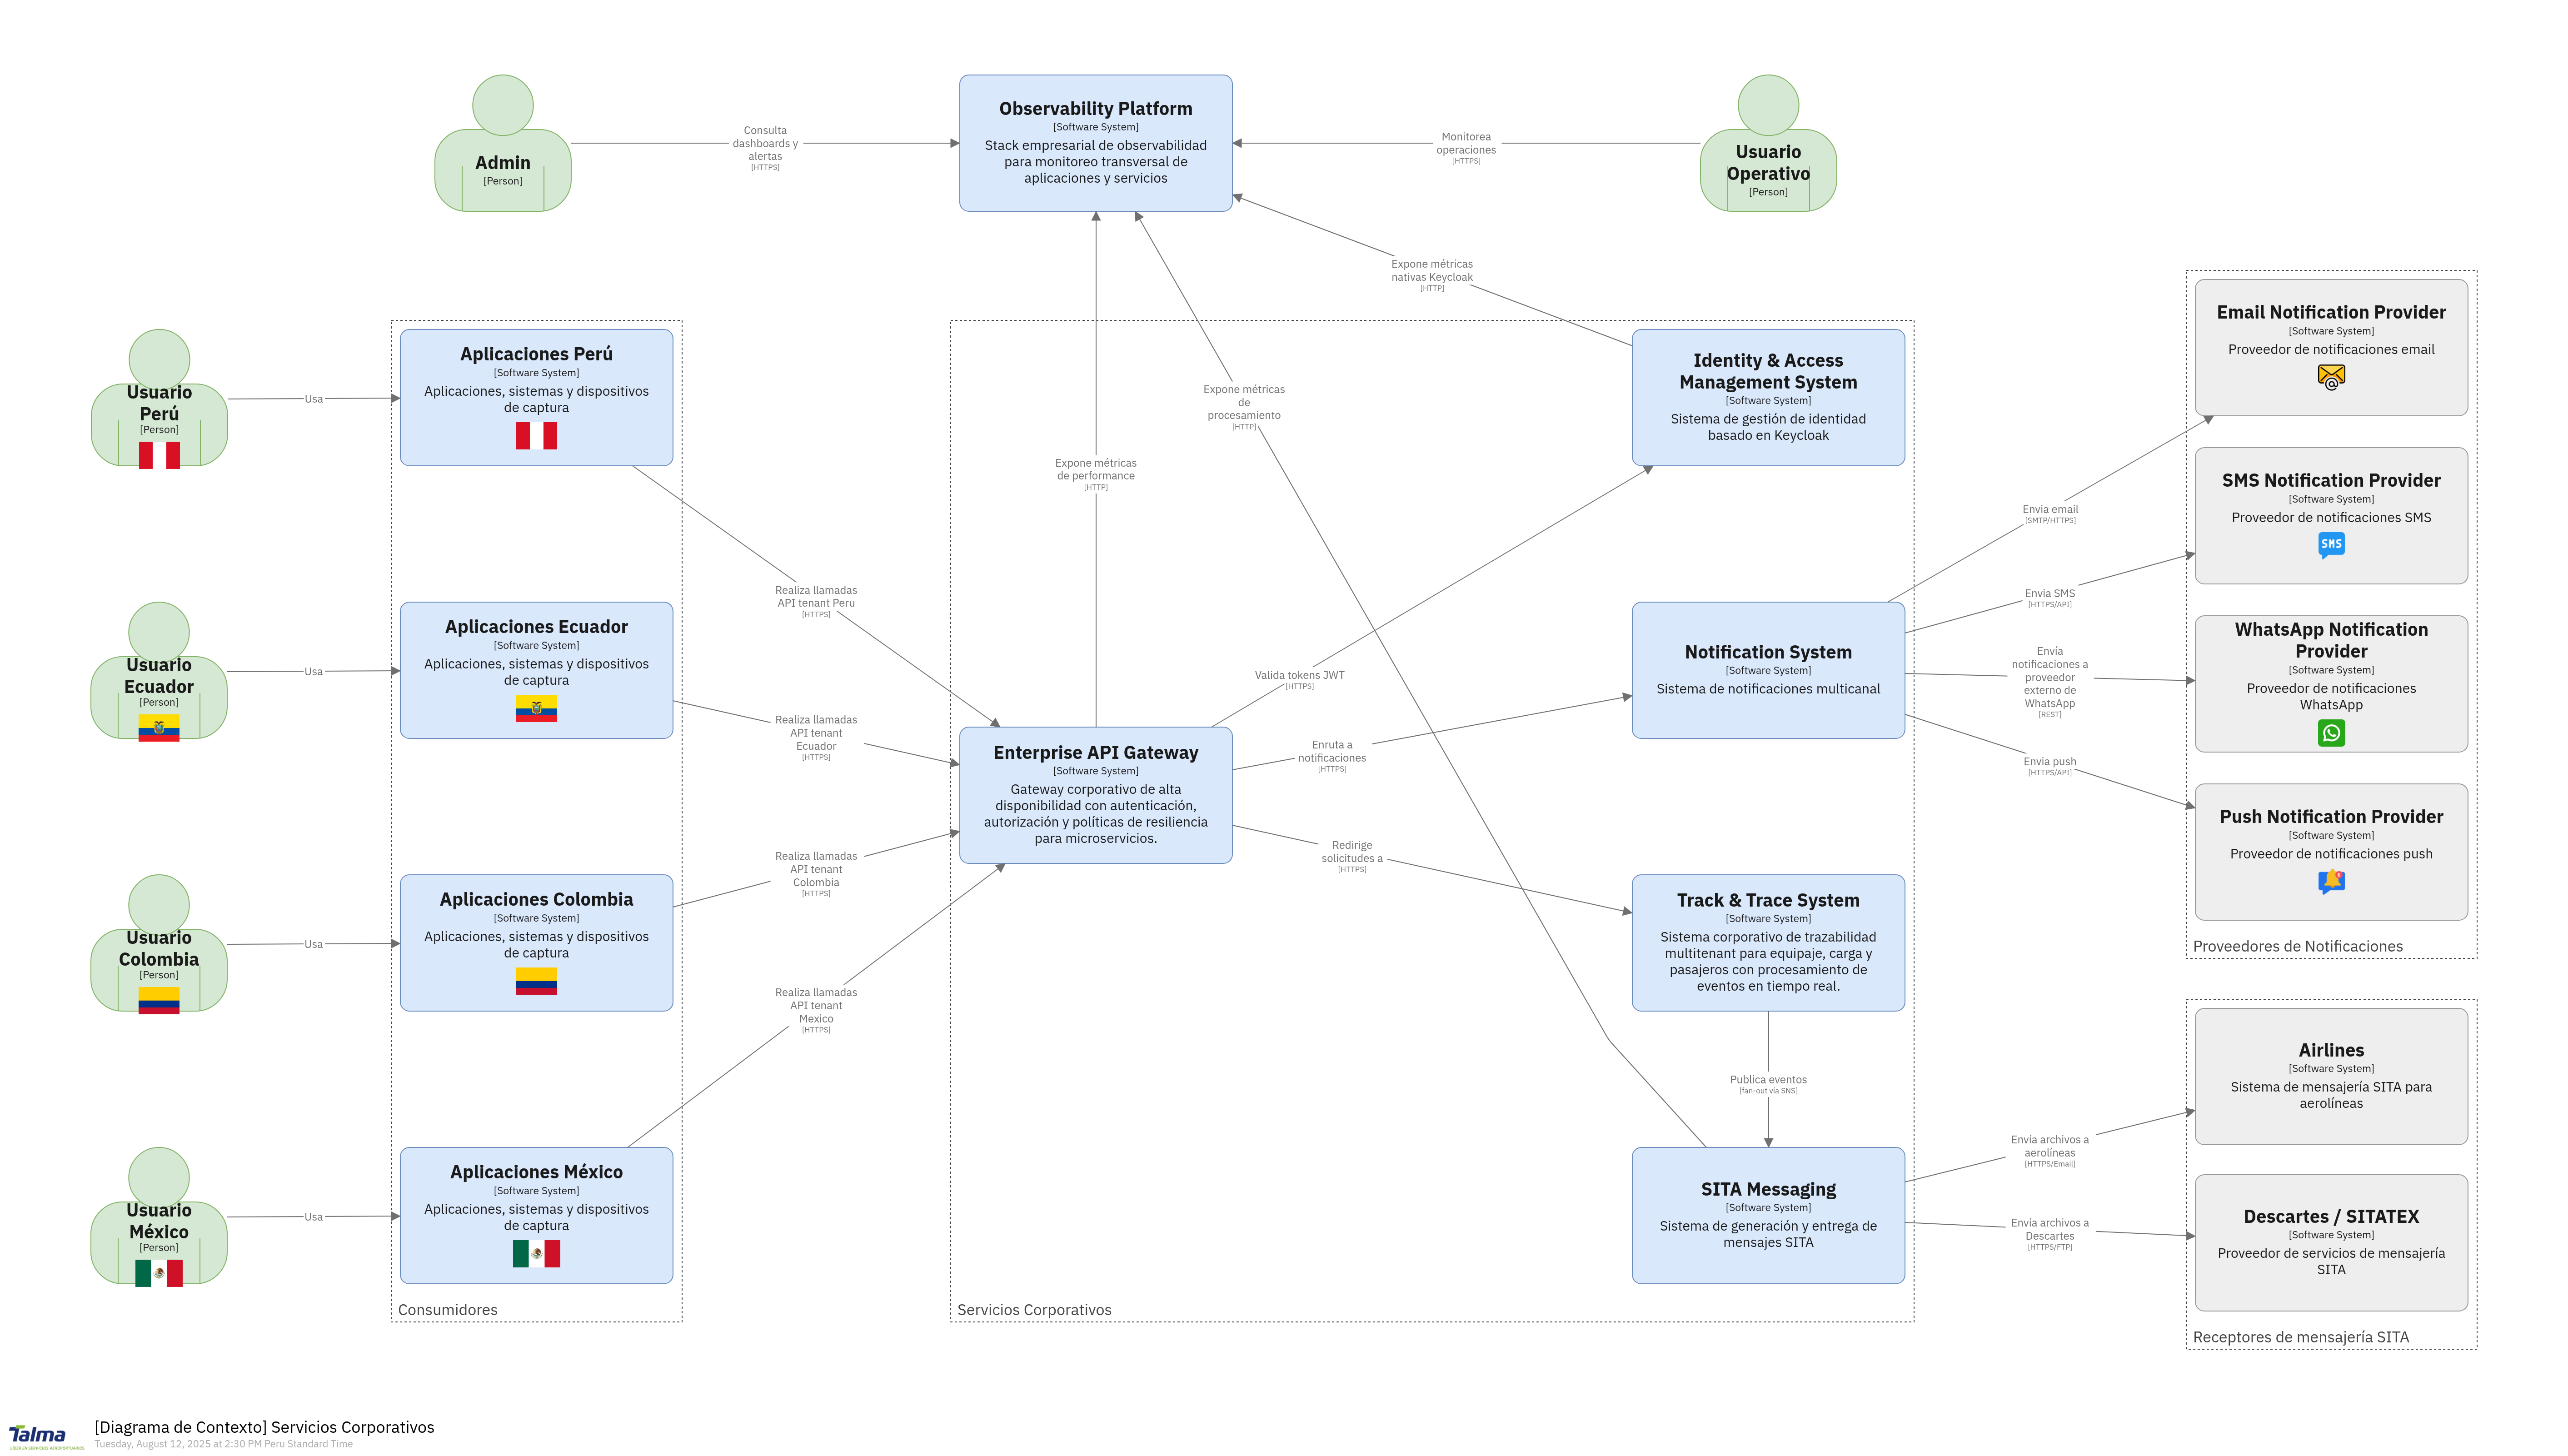 Admin
[Person]
Consulta
dashboards y
alertas
[HTTPS]
Observability Platform
[Software System]
Stack empresarial de observabilidad
para monitoreo transversal de
aplicaciones y servicios
Monitorea
operaciones
[HTTPS]
Usuario
Operativo
[Person]
Expone métricas
nativas Keycloak
[HTTP]
Expone métricas
de
procesamiento
[HTTP]
Expone métricas
de performance
[HTTP]
Usuario
Perú
[Person]
Usa
Aplicaciones Perú
[Software System]
Aplicaciones, sistemas y dispositivos
de captura
Realiza llamadas
API tenant Peru
[HTTPS]
Usuario
Ecuador
[Person]
Usa
Aplicaciones Ecuador
[Software System]
Aplicaciones, sistemas y dispositivos
de captura
Realiza llamadas
API tenant
Ecuador
[HTTPS]
Usuario
Colombia
[Person]
Usa
Aplicaciones Colombia
[Software System]
Aplicaciones, sistemas y dispositivos
de captura
Realiza llamadas
API tenant
Colombia
[HTTPS]
Usuario
México
[Person]
Usa
Aplicaciones México
[Software System]
Aplicaciones, sistemas y dispositivos
de captura
Realiza llamadas
API tenant
Mexico
[HTTPS]
Consumidores
Enterprise API Gateway
[Software System]
Gateway corporativo de alta
disponibilidad con autenticación,
autorización y políticas de resiliencia
para microservicios.
Valida tokens JWT
[HTTPS]
Enruta a
notificaciones
[HTTPS]
Redirige
solicitudes a
[HTTPS]
Identity & Access
Management System
[Software System]
Sistema de gestión de identidad
basado en Keycloak
Notification System
[Software System]
Sistema de notificaciones multicanal
Track & Trace System
[Software System]
Sistema corporativo de trazabilidad
multitenant para equipaje, carga y
pasajeros con procesamiento de
eventos en tiempo real.
Publica eventos
[fan-out vía SNS]
SITA Messaging
[Software System]
Sistema de generación y entrega de
mensajes SITA
Servicios Corporativos
Envia email
[SMTP/HTTPS]
Envía SMS
[HTTPS/API]
Envía
notificaciones a
proveedor
externo de
WhatsApp
[REST]
Envia push
[HTTPS/API]
Email Notification Provider
[Software System]
Proveedor de notificaciones email
SMS Notification Provider
[Software System]
Proveedor de notificaciones SMS
SMS
WhatsApp Notification
Provider
[Software System]
Proveedor de notificaciones
WhatsApp
Push Notification Provider
[Software System]
Proveedor de notificaciones push
Proveedores de Notificaciones
Envía archivos a
aerolíneas
[HTTPS/Email]
Envía archivos a
Descartes
[HTTPS/FTP]
Airlines
[Software System]
Sistema de mensajería SITA para
aerolíneas
Descartes / SITATEX
[Software System]
Proveedor de servicios de mensajería
SITA
Receptores de mensajería SITA
Talma
LÍDER EN SERVICIOS AEROPORTUARIOS
[Diagrama de Contexto] Servicios Corporativos
Tuesday, August 12, 2025 at 2:30 PM Peru Standard Time